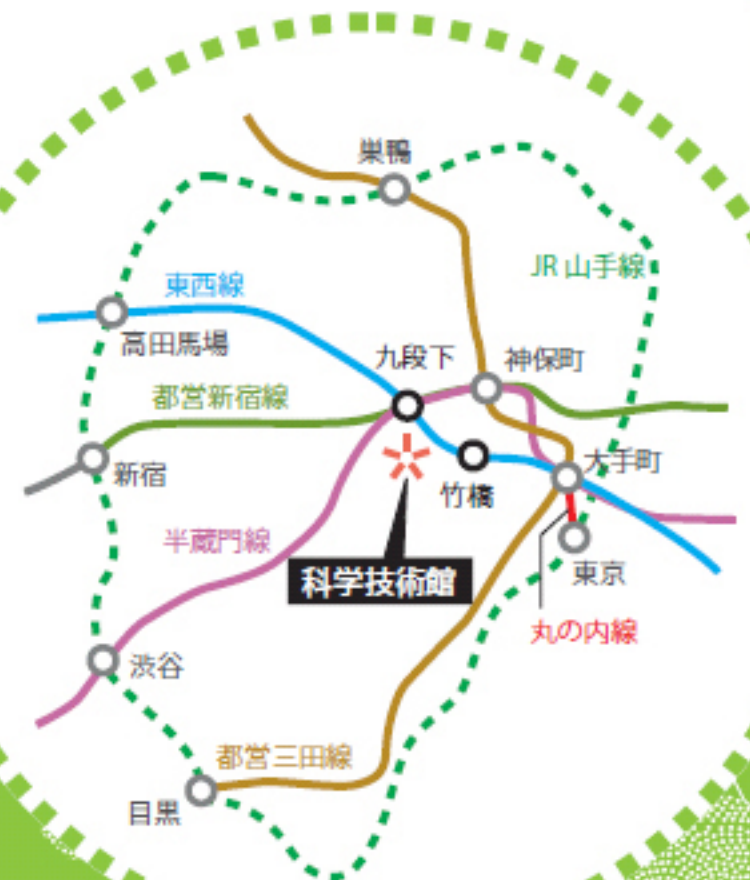 巣鴨
JR 山手線
東西線
高田馬場
九段下
神保町
都営新宿線
新宿
大手町
竹橋
半蔵門線
科学技術館
東京
丸の内線
渋谷
都営三田線
目黒